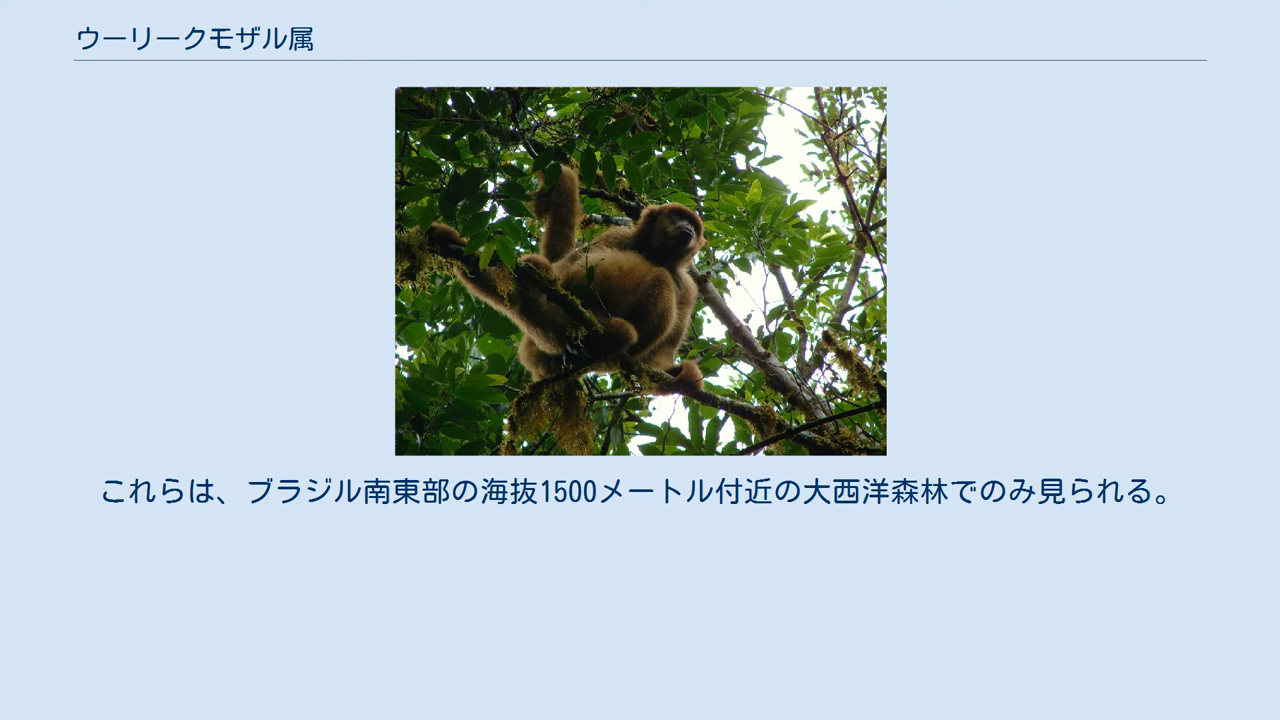 ウーリークモザル属
これらは、ブラジル南東部の海抜1500メートル付近の大西洋森林でのみ見られる。